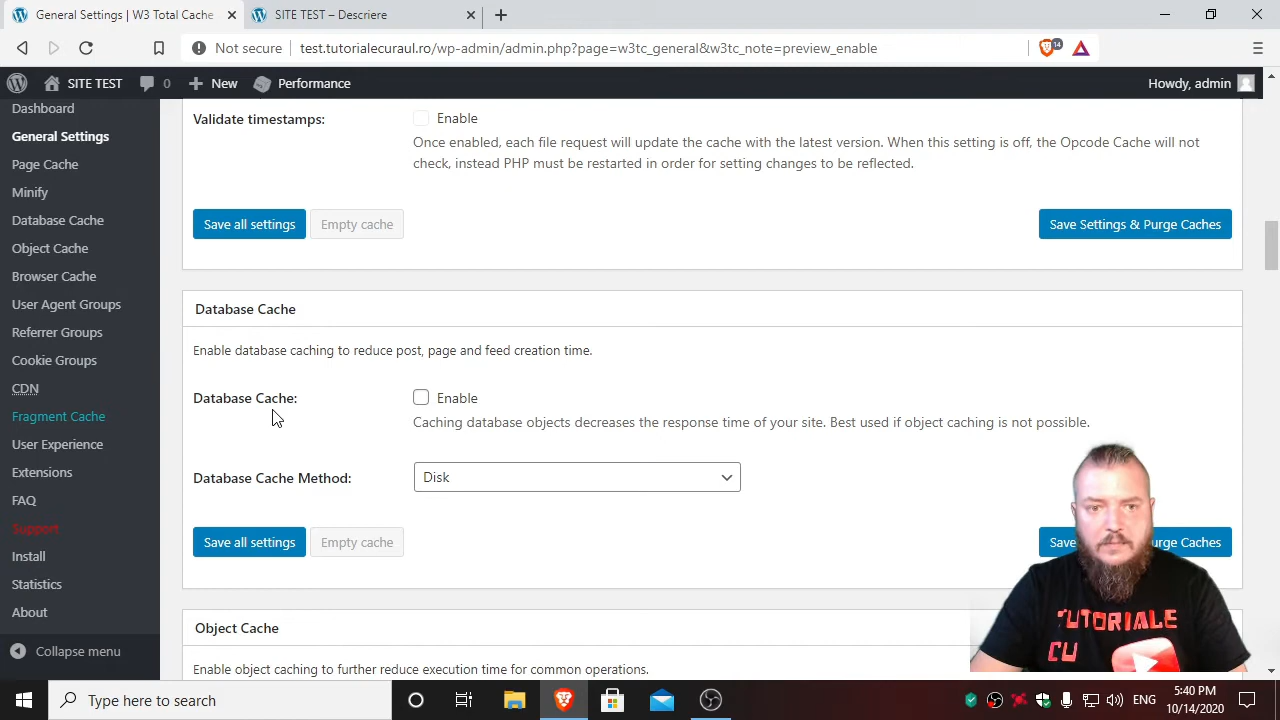 General Settings | W3 Total Cache
SITE TEST – Descriere
Not secure
test.tutorialecuraul.ro/wp-admin/admin.php?page=w3tc_general&w3tc_note=preview_enable
14
SITE TEST
0
New
Performance
Howdy, admin
Dashboard
General Settings
Page Cache
Minify
Database Cache
Object Cache
Browser Cache
User Agent Groups
Referrer Groups
Cookie Groups
CDN
Fragment Cache
User Experience
Extensions
FAQ
Support
Install
Statistics
About
Collapse menu
Validate timestamps:
Enable
Once enabled, each file request will update the cache with the latest version. When this setting is off, the Opcode Cache will not
check, instead PHP must be restarted in order for setting changes to be reflected.
Save all settings
Empty cache
Save Settings & Purge Caches
Database Cache
Enable database caching to reduce post, page and feed creation time.
Database Cache:
Enable
Caching database objects decreases the response time of your site. Best used if object caching is not possible.
Database Cache Method:
Disk
Save all settings
Empty cache
Save
urge Caches
Object Cache
Enable object caching to further reduce execution time for common operations.
TUTORIALE
CU
Type here to search
ENG
5:40 PM
10/14/2020